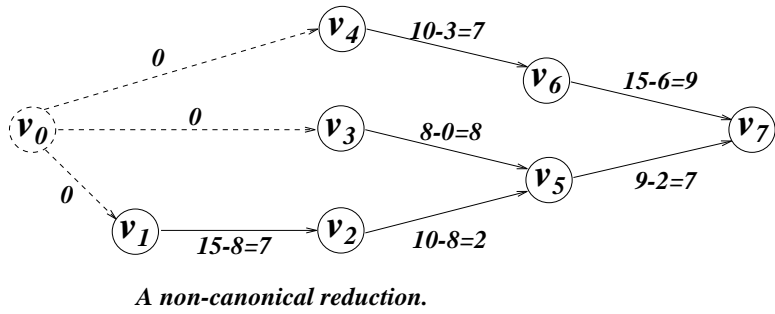 v4
10-3=7
0
v6
15-6=9
v0
0
v3
8-0=8
v7
v5
9-2=7
0
v1
15-8=7
v2
10-8=2
A non-canonical reduction.